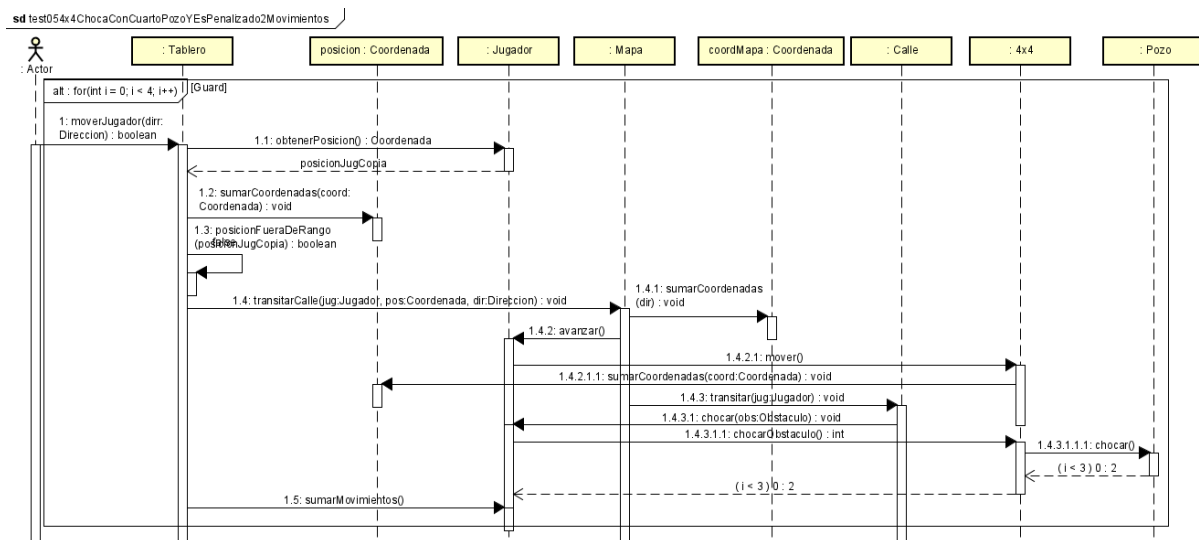 sd test054x4ChocaConCuartoPozoYEsPenalizado2Movimientos
: Actor
: Tablero
posicion : Coordenada
: Jugador
: Mapa
coordMapa : Coordenada
: Calle
: 4x4
: Pozo
alt : for(int i = 0; i < 4; i++)
[Guard]
1: moverJugador(dirr:
Direccion) : boolean
1.1: obtenerPosicion() : Coordenada
posicionJugCopia
1.2: sumarCoordenadas(coord:
Coordenada) : void
1.3: posicionFueraDeRango
(posicionJugCopia) : boolean
false
1.4: transitarCalle(jug:Jugador, pos:Coordenada, dir:Direccion) : void
1.4.1: sumarCoordenadas
(dir) : void
1.4.2: avanzar()
1.4.2.1: mover()
1.4.2.1.1: sumarCoordenadas(coord:Coordenada) : void
1.4.3: transitar(jug:Jugador) : void
1.4.3.1: chocar(obs:Obstaculo) : void
1.4.3.1.1: chocarObstaculo() : int
1.4.3.1.1.1: chocar()
( i < 3 ) 0 : 2
( i < 3 ) 0 : 2
1.5: sumarMovimientos()